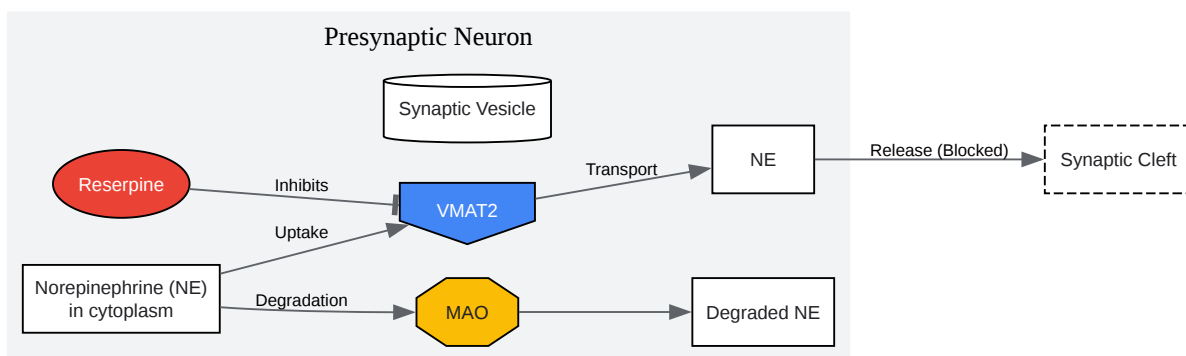 Presynaptic Neuron
Synaptic Vesicle
Reserpine
Inhibits
VMAT2
Transport
NE
Release (Blocked)
Synaptic Cleft
Uptake
Norepinephrine (NE)
in cytoplasm
Degradation
MAO
Degraded NE